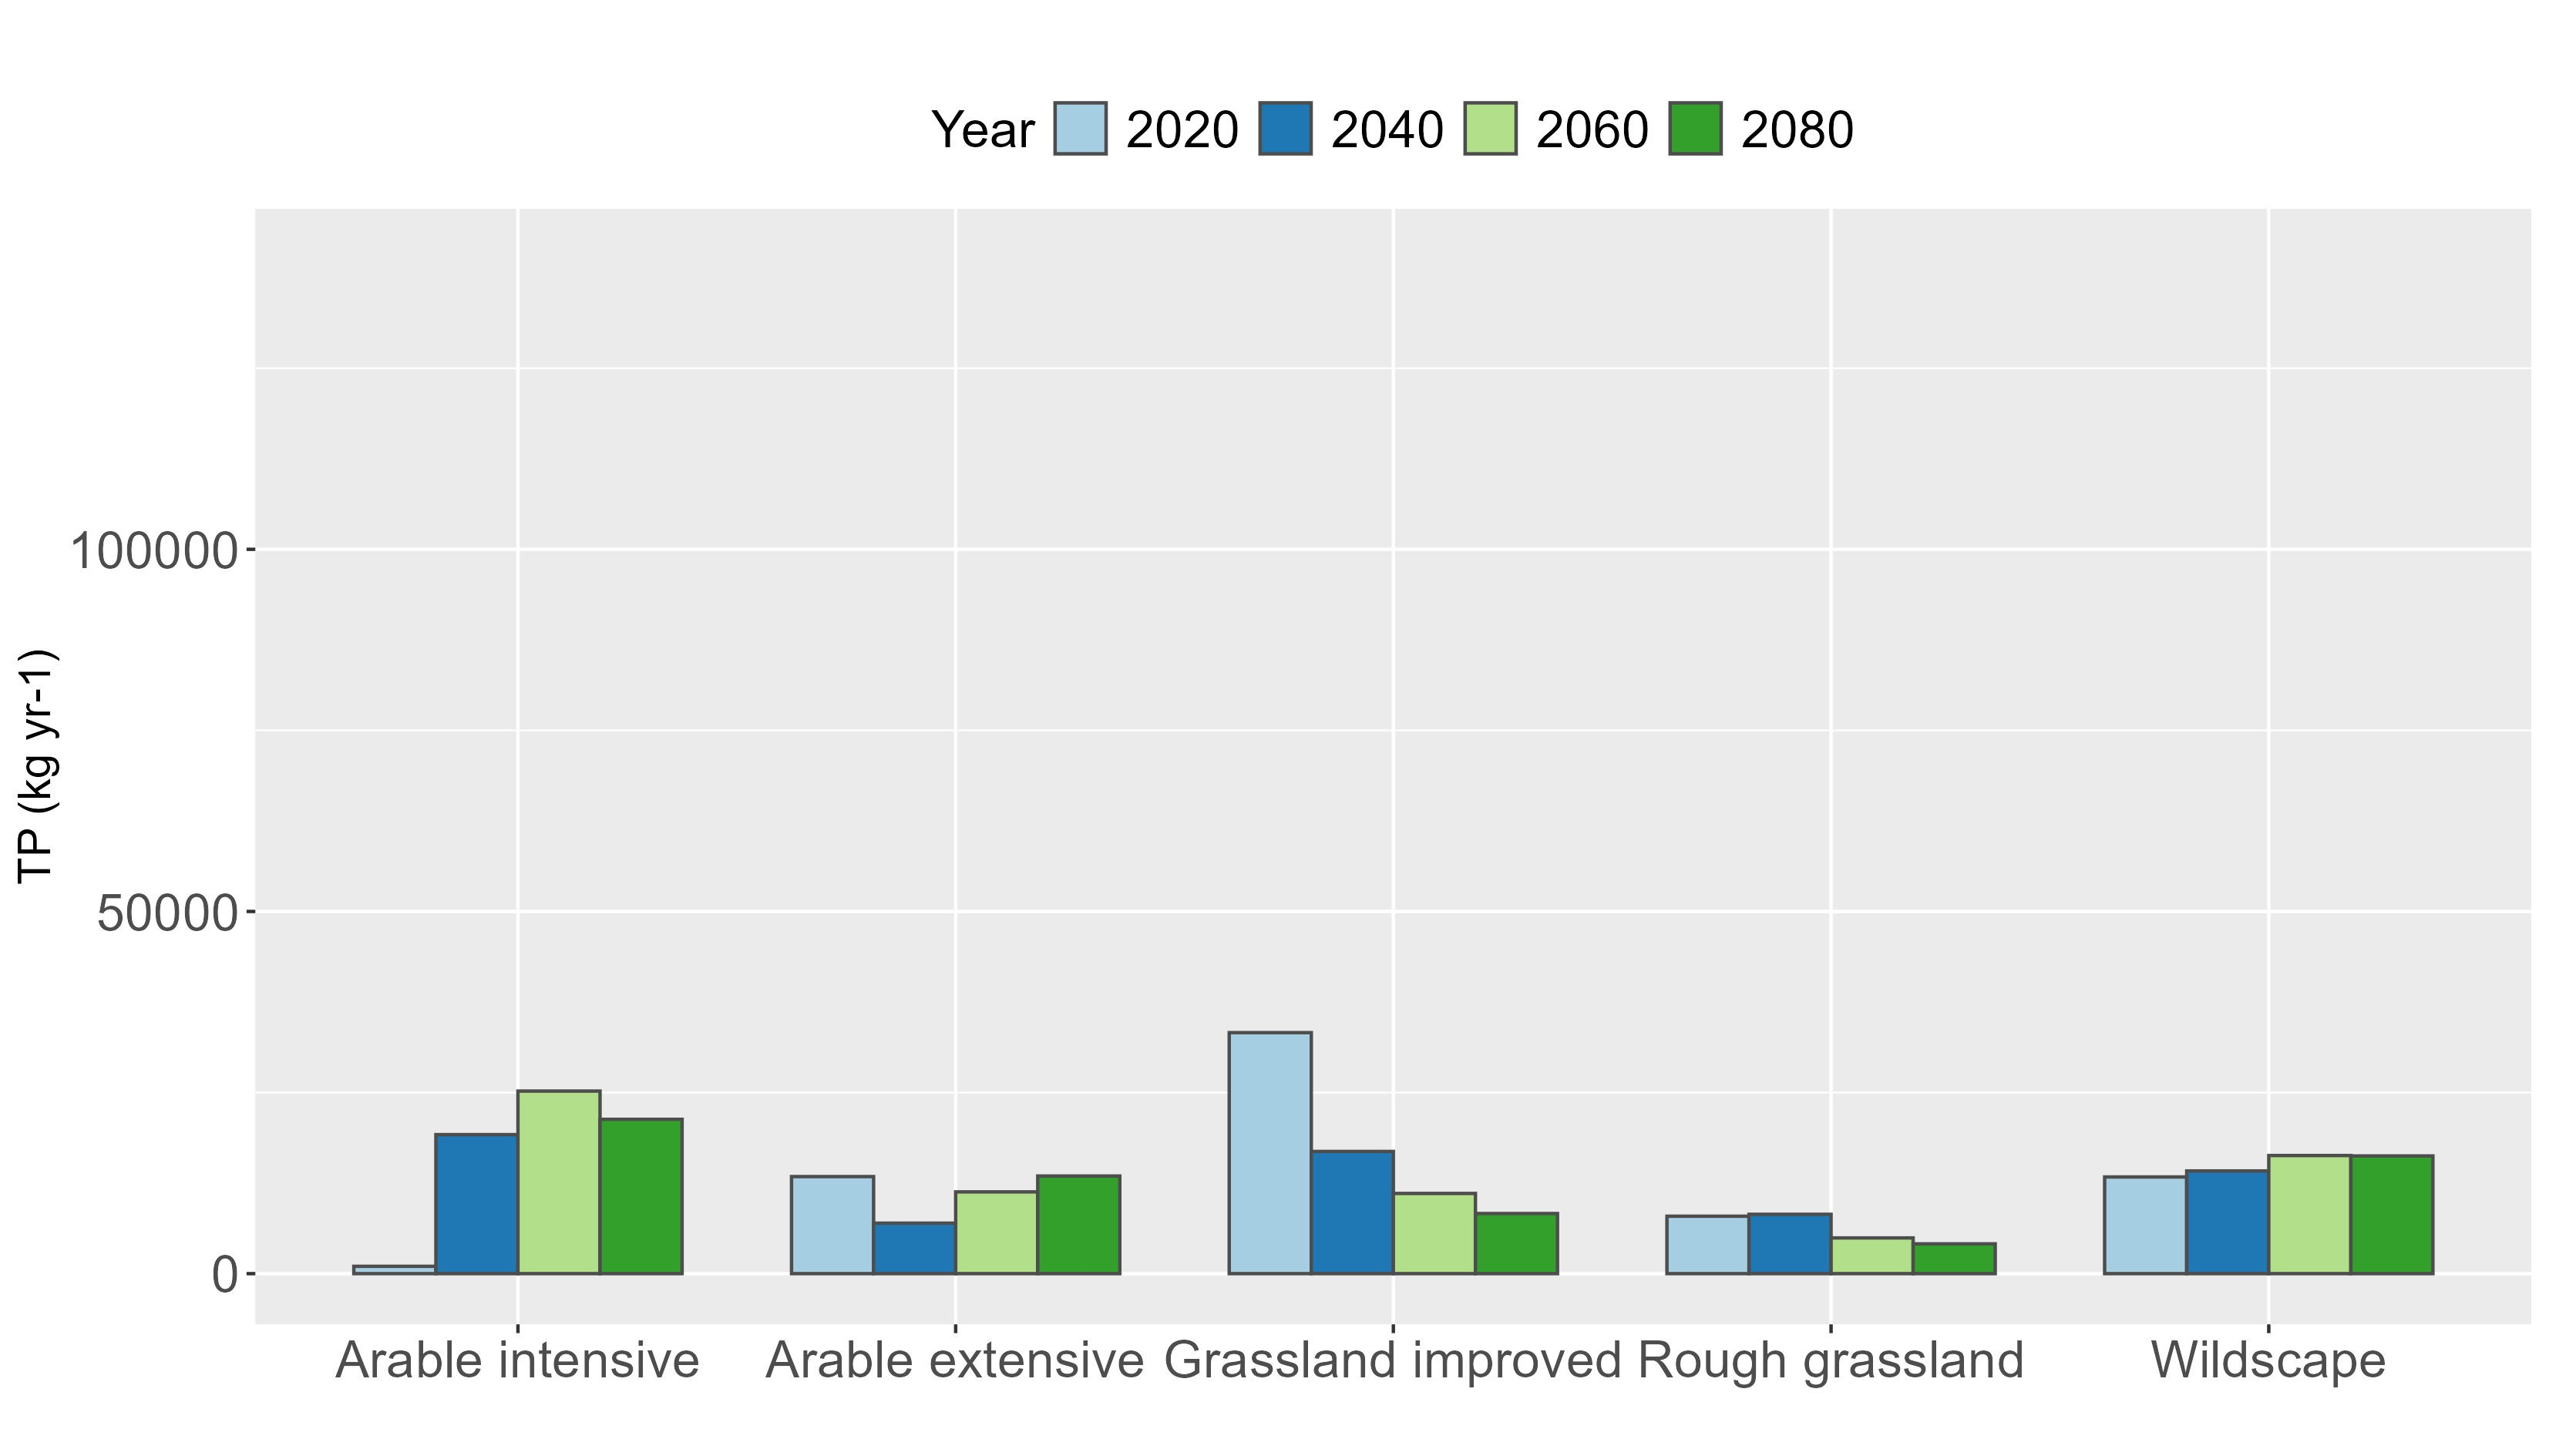 Year 2020 2040 2060 2080
TP (kg yr-1)
100000
50000
0
Arable intensive Arable extensive Grassland improved Rough grassland Wildscape